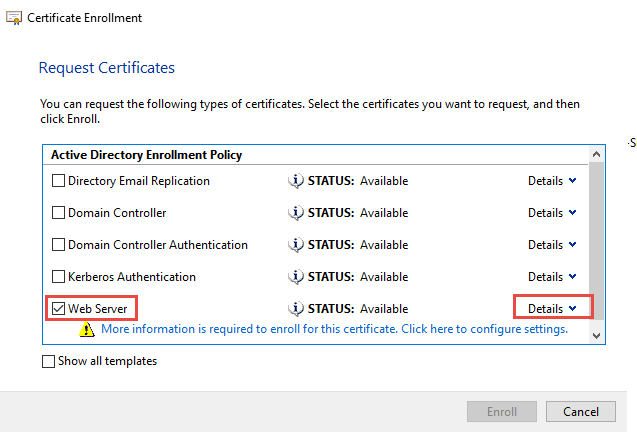 Certificate Enrollment
Request Certificates
You can request the following types of certificates. Select the certificates you want to request, and then
click Enroll.
-S
Active Directory Enrollment Policy
Directory Email Replication STATUS: Available Details
Domain Controller STATUS: Available Details
Domain Controller Authentication STATUS: Available Details
Kerberos Authentication STATUS: Available Details
Web Server STATUS: Available Details
More information is required to enroll for this certificate. Click here to configure settings.
Show all templates
Enroll Cancel